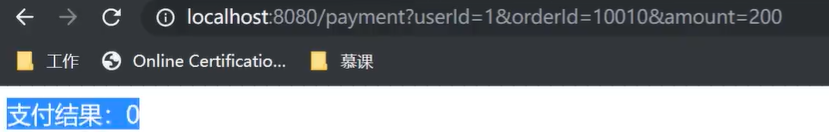 localhost:8080/payment?userId=1&orderId=10010&amount=200
工作 Online Certificatio... 慕课
支付结果：0